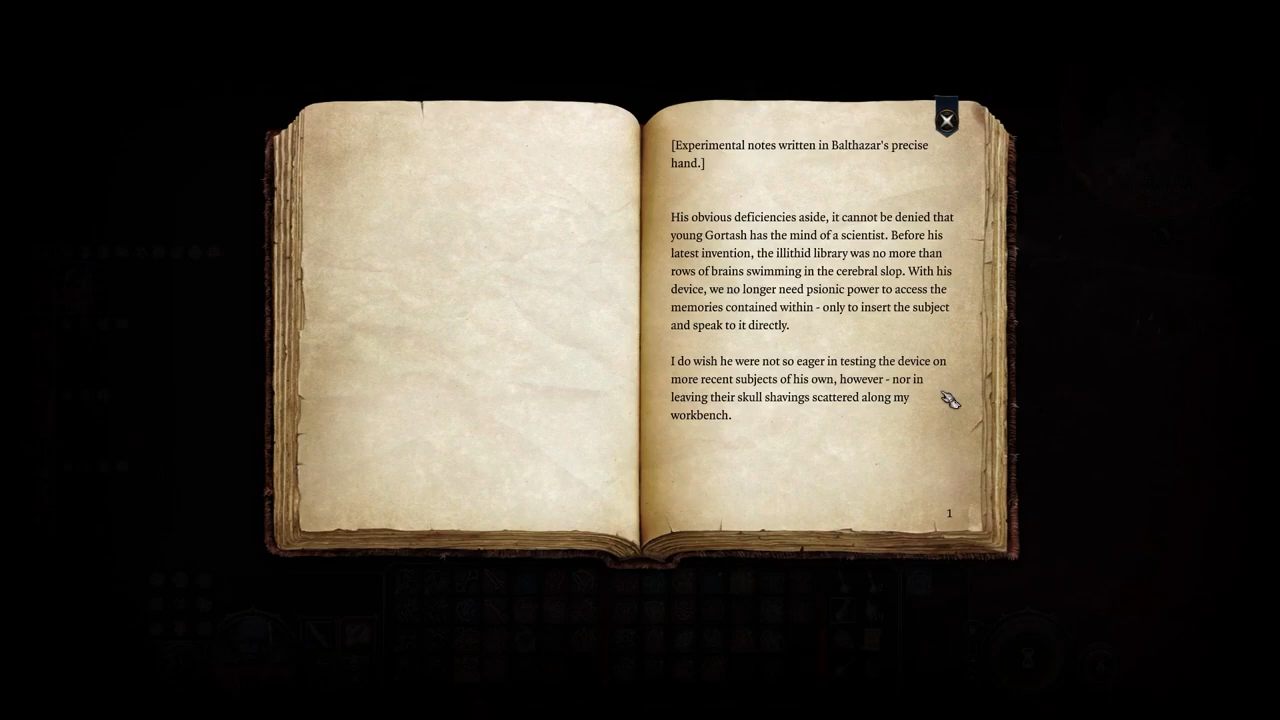 [Experimental notes written in Balthazar's precise
hand.]
His obvious deficiencies aside, it cannot be denied that
young Gortash has the mind of a scientist. Before his
latest invention, the illithid library was no more than
rows of brains swimming in the cerebral slop. With his
device, we no longer need psionic power to access the
memories contained within - only to insert the subject
and speak to it directly.
I do wish he were not so eager in testing the device on
more recent subjects of his own, however - nor in
leaving their skull shavings scattered along my
workbench.
1